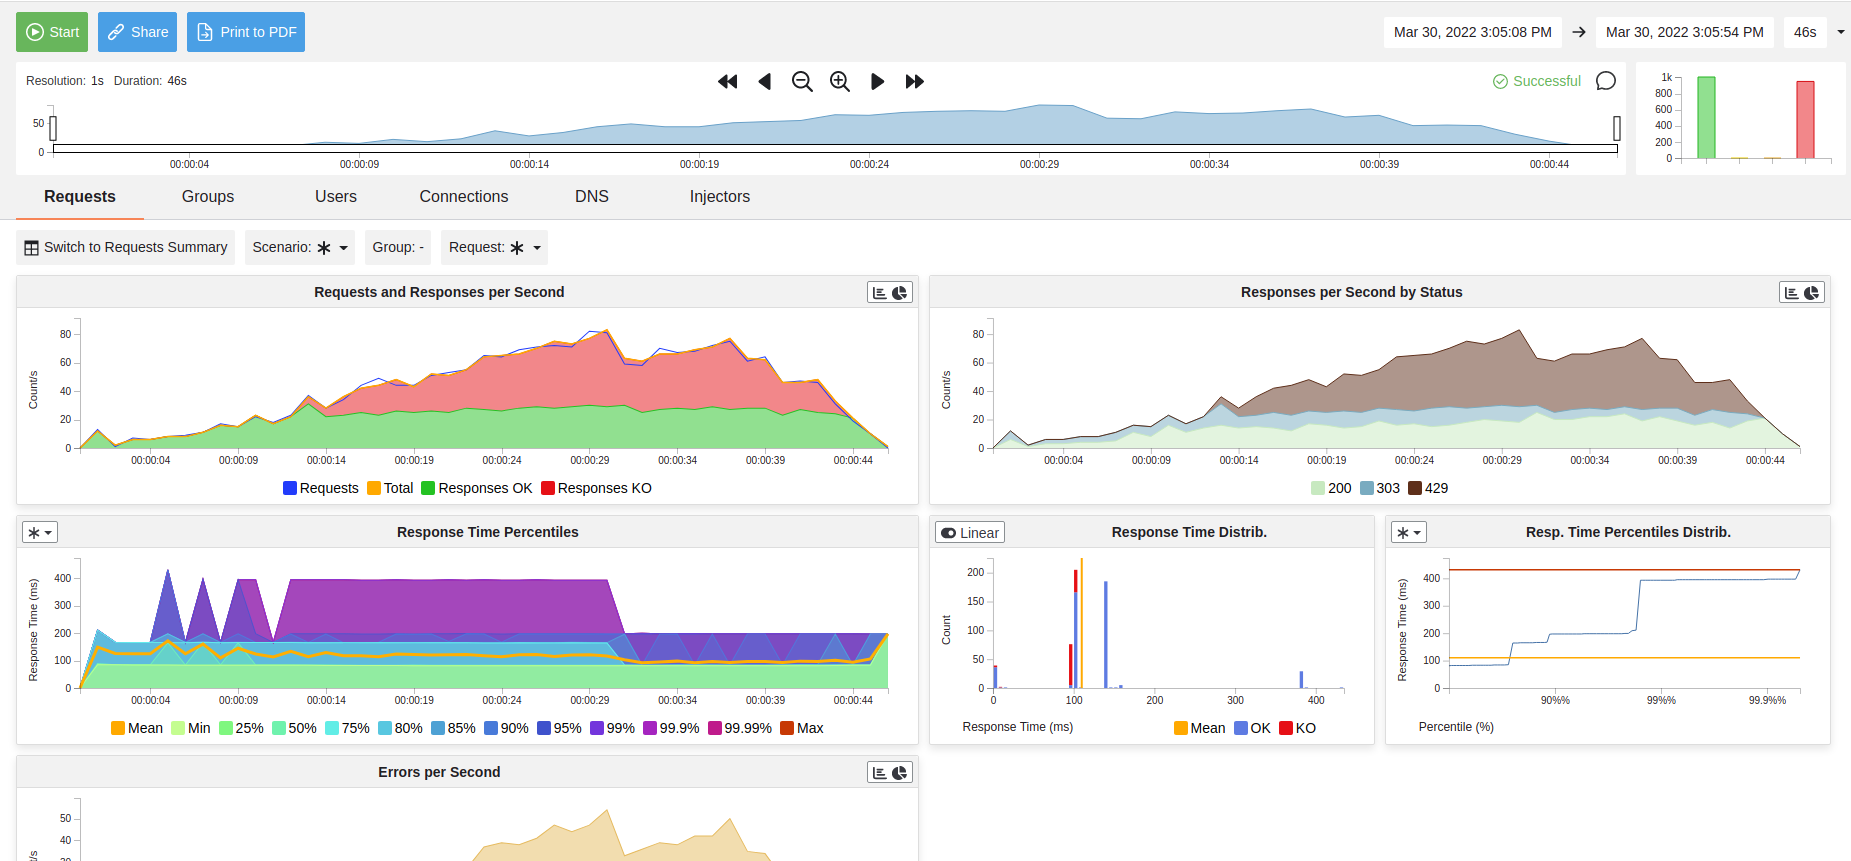 Start Share Print to PDF Mar 30, 2022 3:05:08 PM → Mar 30, 2022 3:05:54 PM 46s
Resolution: 1s Duration: 46s Successful
50
0
00:00:04 00:00:09 00:00:14 00:00:19 00:00:24 00:00:29 00:00:34 00:00:39 00:00:44
1k
800
600
400
200
0
Requests Groups Users Connections DNS Injectors
Switch to Requests Summary Scenario: ∗ Group: - Request: ∗
Requests and Responses per Second
Count/s
80
60
40
20
0
00:00:04 00:00:09 00:00:14 00:00:19 00:00:24 00:00:29 00:00:34 00:00:39 00:00:44
Requests Total Responses OK Responses KO
Responses per Second by Status
Count/s
80
60
40
20
0
00:00:04 00:00:09 00:00:14 00:00:19 00:00:24 00:00:29 00:00:34 00:00:39 00:00:44
200 303 429
∗ Response Time Percentiles
Response Time (ms)
400
300
200
100
0
00:00:04 00:00:09 00:00:14 00:00:19 00:00:24 00:00:29 00:00:34 00:00:39 00:00:44
Mean Min 25% 50% 75% 80% 85% 90% 95% 99% 99.9% 99.99% Max
Linear Response Time Distrib.
Count
200
150
100
50
0
0 100 200 300 400
Response Time (ms) Mean OK KO
∗ Resp. Time Percentiles Distrib.
Response Time (ms)
400
300
200
100
0
90%% 99%% 99.9%%
Percentile (%)
Errors per Second
50
40